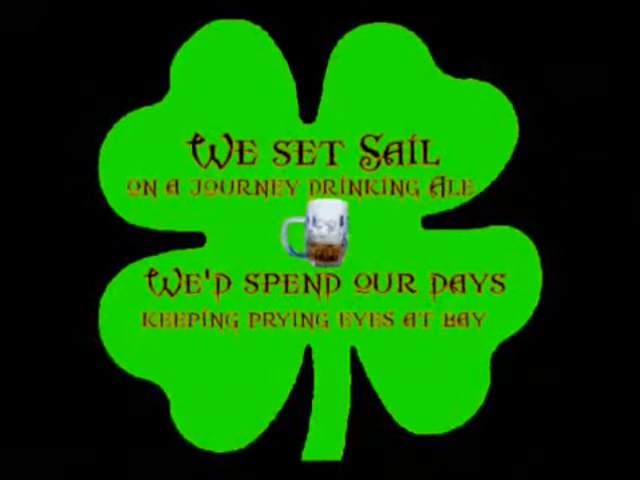 We set Sail
on a journey drinking Ale
We'd spend our days
keeping prying eyes at bay